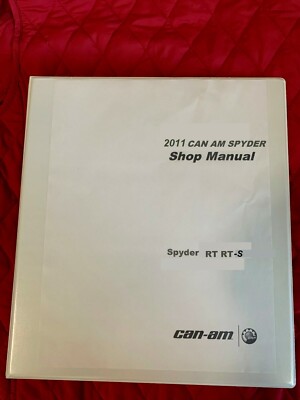 2011 CAN AM SPYDER
Shop Manual
Spyder RT RT-S
can-am